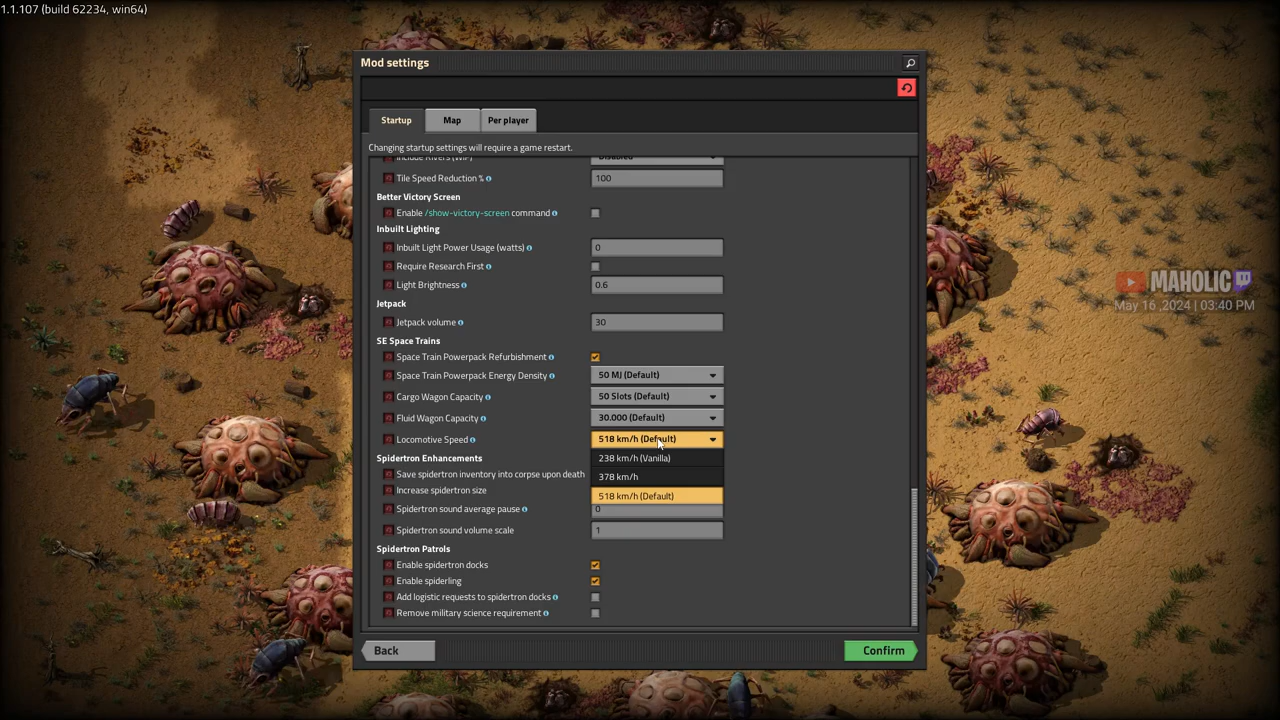 1.1.107 (build 62234, win64)
Mod settings
Startup
Map
Per player
Changing startup settings will require a game restart.
Include Rivers (WIP) Disabled
Tile Speed Reduction % 100
Better Victory Screen
Enable /show-victory-screen command
Inbuilt Lighting
Inbuilt Light Power Usage (watts) 0
Require Research First
Light Brightness 0.6
Jetpack
Jetpack volume 30
SE Space Trains
Space Train Powerpack Refurbishment
Space Train Powerpack Energy Density 50 MJ (Default)
Cargo Wagon Capacity 50 Slots (Default)
Fluid Wagon Capacity 30.000 (Default)
Locomotive Speed 518 km/h (Default)
238 km/h (Vanilla)
378 km/h
518 km/h (Default)
Spidertron Enhancements
Save spidertron inventory into corpse upon death
Increase spidertron size
Spidertron sound average pause 0
Spidertron sound volume scale 1
Spidertron Patrols
Enable spidertron docks
Enable spiderling
Add logistic requests to spidertron docks
Remove military science requirement
Back
Confirm
MAHOLIC
May 16, 2024 | 03:40 PM